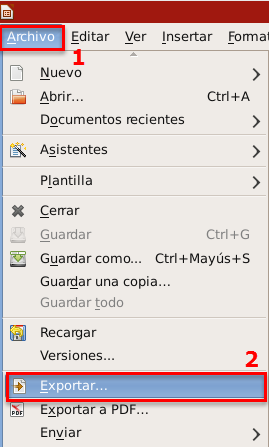 Archivo Editar Ver Insertar Format
1
Nuevo
Abrir... Ctrl+A
Documentos recientes
Asistentes
Plantilla
Cerrar
Guardar Ctrl+G
Guardar como... Ctrl+Mayús+S
Guardar una copia...
Guardar todo
Recargar
Versiones...
2
Exportar...
Exportar a PDF...
Enviar